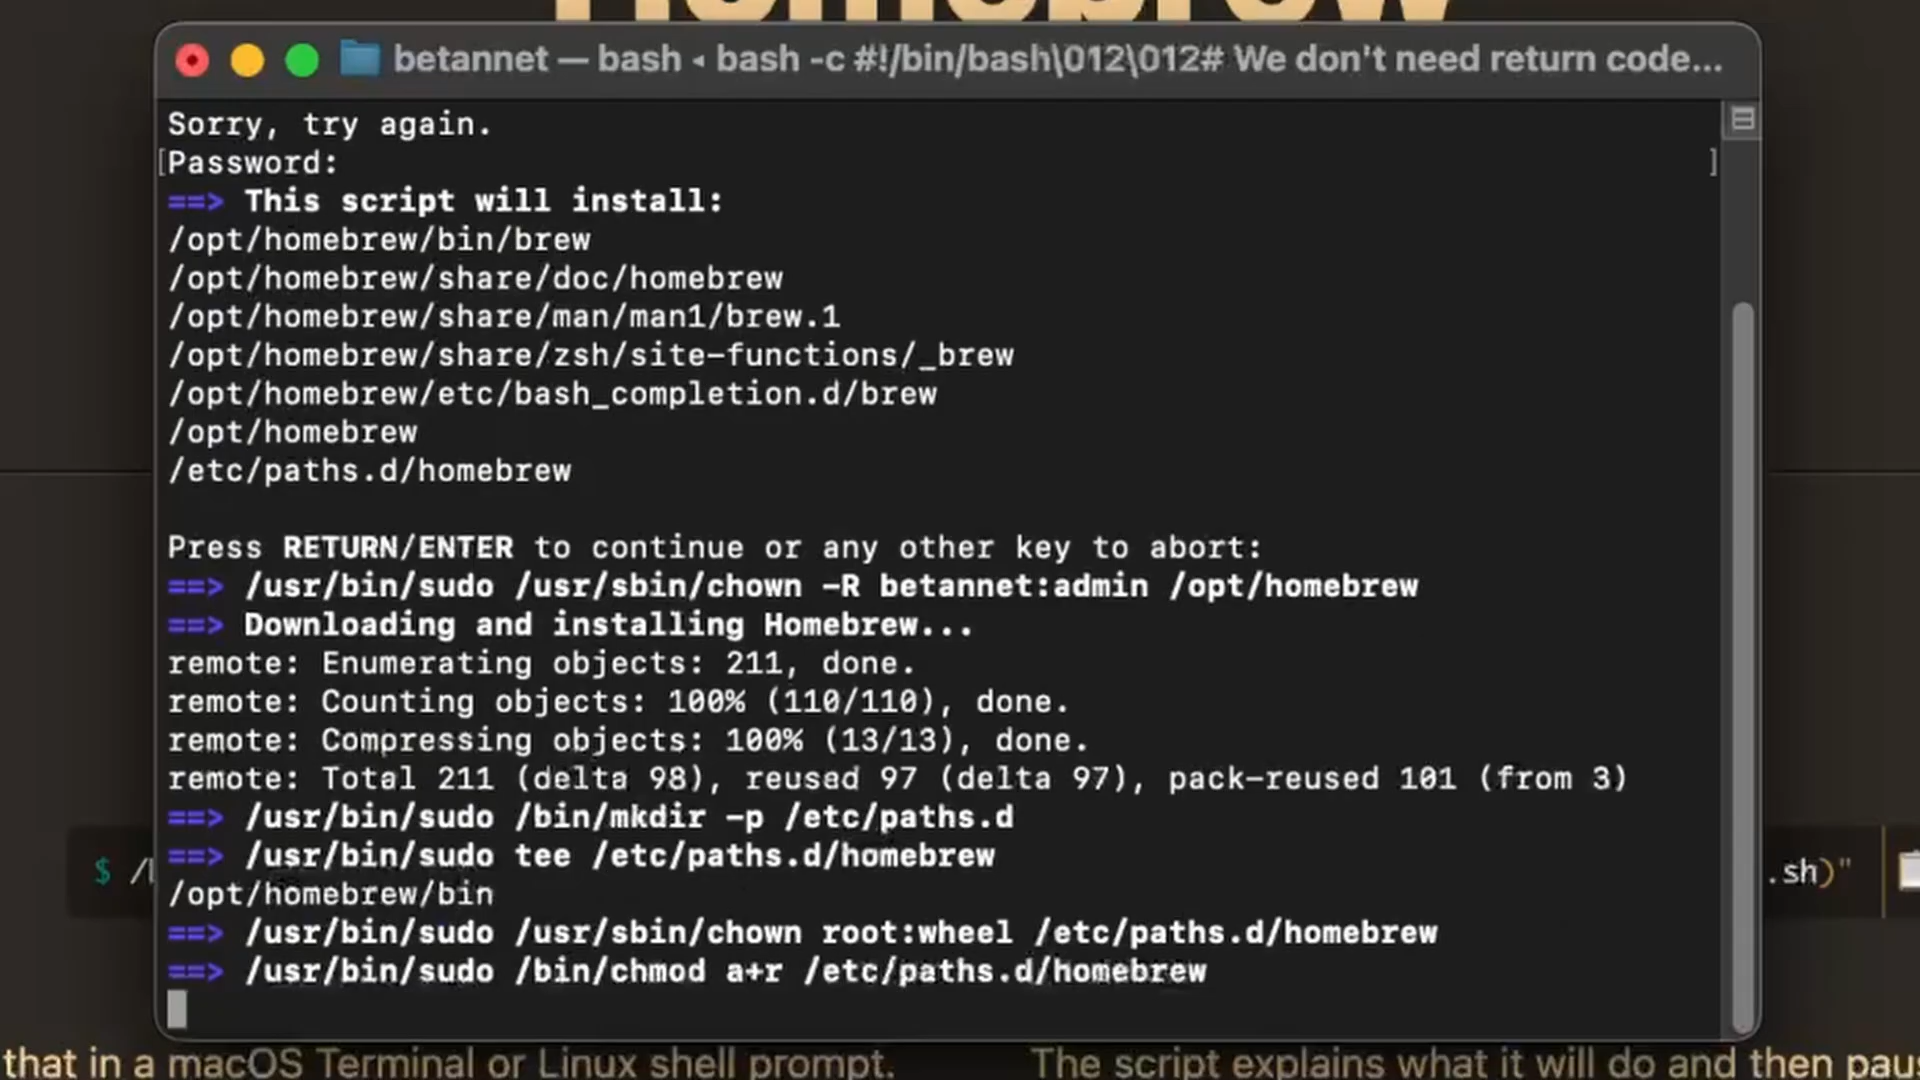 Homebrew
betannet — bash ◂ bash -c #!/bin/bash\012\012# We don't need return code...
Sorry, try again.
[Password: ]
==> This script will install:
/opt/homebrew/bin/brew
/opt/homebrew/share/doc/homebrew
/opt/homebrew/share/man/man1/brew.1
/opt/homebrew/share/zsh/site-functions/_brew
/opt/homebrew/etc/bash_completion.d/brew
/opt/homebrew
/etc/paths.d/homebrew
Press RETURN/ENTER to continue or any other key to abort:
==> /usr/bin/sudo /usr/sbin/chown -R betannet:admin /opt/homebrew
==> Downloading and installing Homebrew...
remote: Enumerating objects: 211, done.
remote: Counting objects: 100% (110/110), done.
remote: Compressing objects: 100% (13/13), done.
remote: Total 211 (delta 98), reused 97 (delta 97), pack-reused 101 (from 3)
==> /usr/bin/sudo /bin/mkdir -p /etc/paths.d
==> /usr/bin/sudo tee /etc/paths.d/homebrew
$ / .sh)"
/opt/homebrew/bin
==> /usr/bin/sudo /usr/sbin/chown root:wheel /etc/paths.d/homebrew
==> /usr/bin/sudo /bin/chmod a+r /etc/paths.d/homebrew
that in a macOS Terminal or Linux shell prompt.
The script explains what it will do and then